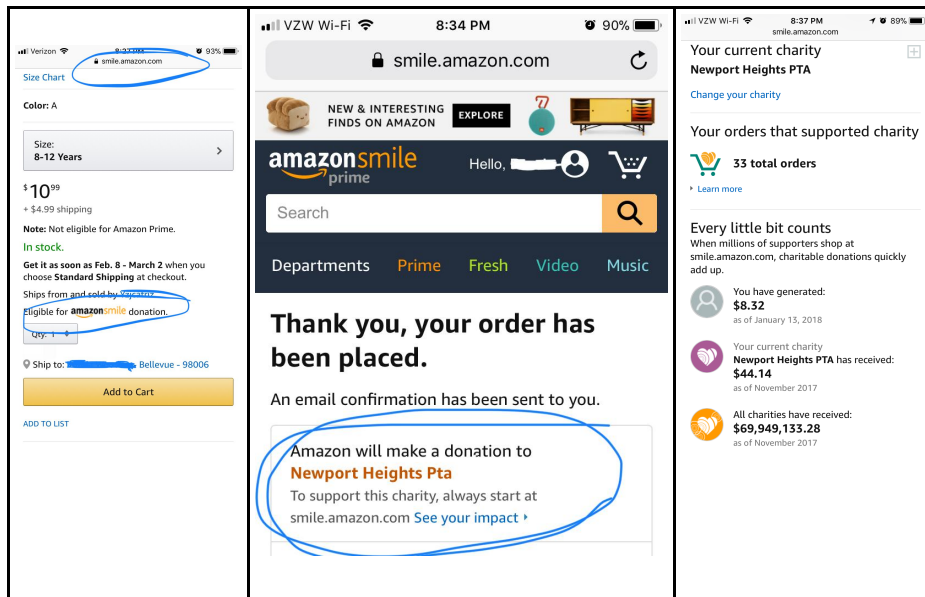 Verizon
93%
smile.amazon.com
Size Chart
Color: A
Size:
8-12 Years
$10 99
+ $4.99 shipping
Note: Not eligible for Amazon Prime.
In stock.
Get it as soon as Feb. 8 - March 2 when you
choose Standard Shipping at checkout.
Ships from and sold by
Eligible for amazonsmile donation.
Qty: 1
Ship to: Bellevue - 98006
Add to Cart
ADD TO LIST
VZW Wi-Fi 8:34 PM 90%
smile.amazon.com
NEW & INTERESTING
FINDS ON AMAZON
EXPLORE
amazonsmile
prime
Hello,
Search
Departments Prime Fresh Video Music
Thank you, your order has
been placed.
An email confirmation has been sent to you.
Amazon will make a donation to
Newport Heights Pta
To support this charity, always start at
smile.amazon.com See your impact
VZW Wi-Fi 8:37 PM 89%
smile.amazon.com
Your current charity
Newport Heights PTA
Change your charity
Your orders that supported charity
33 total orders
Learn more
Every little bit counts
When millions of supporters shop at
smile.amazon.com, charitable donations quickly
add up.
You have generated:
$8.32
as of January 13, 2018
Your current charity
Newport Heights PTA has received:
$44.14
as of November 2017
All charities have received:
$69,949,133.28
as of November 2017